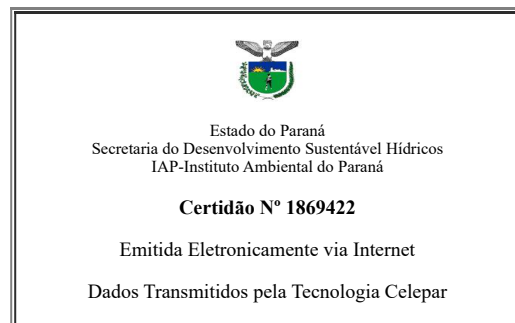 Estado do Paraná
Secretaria do Desenvolvimento Sustentável Hídricos
IAP-Instituto Ambiental do Paraná
Certidão Nº 1869422
Emitida Eletronicamente via Internet
Dados Transmitidos pela Tecnologia Celepar